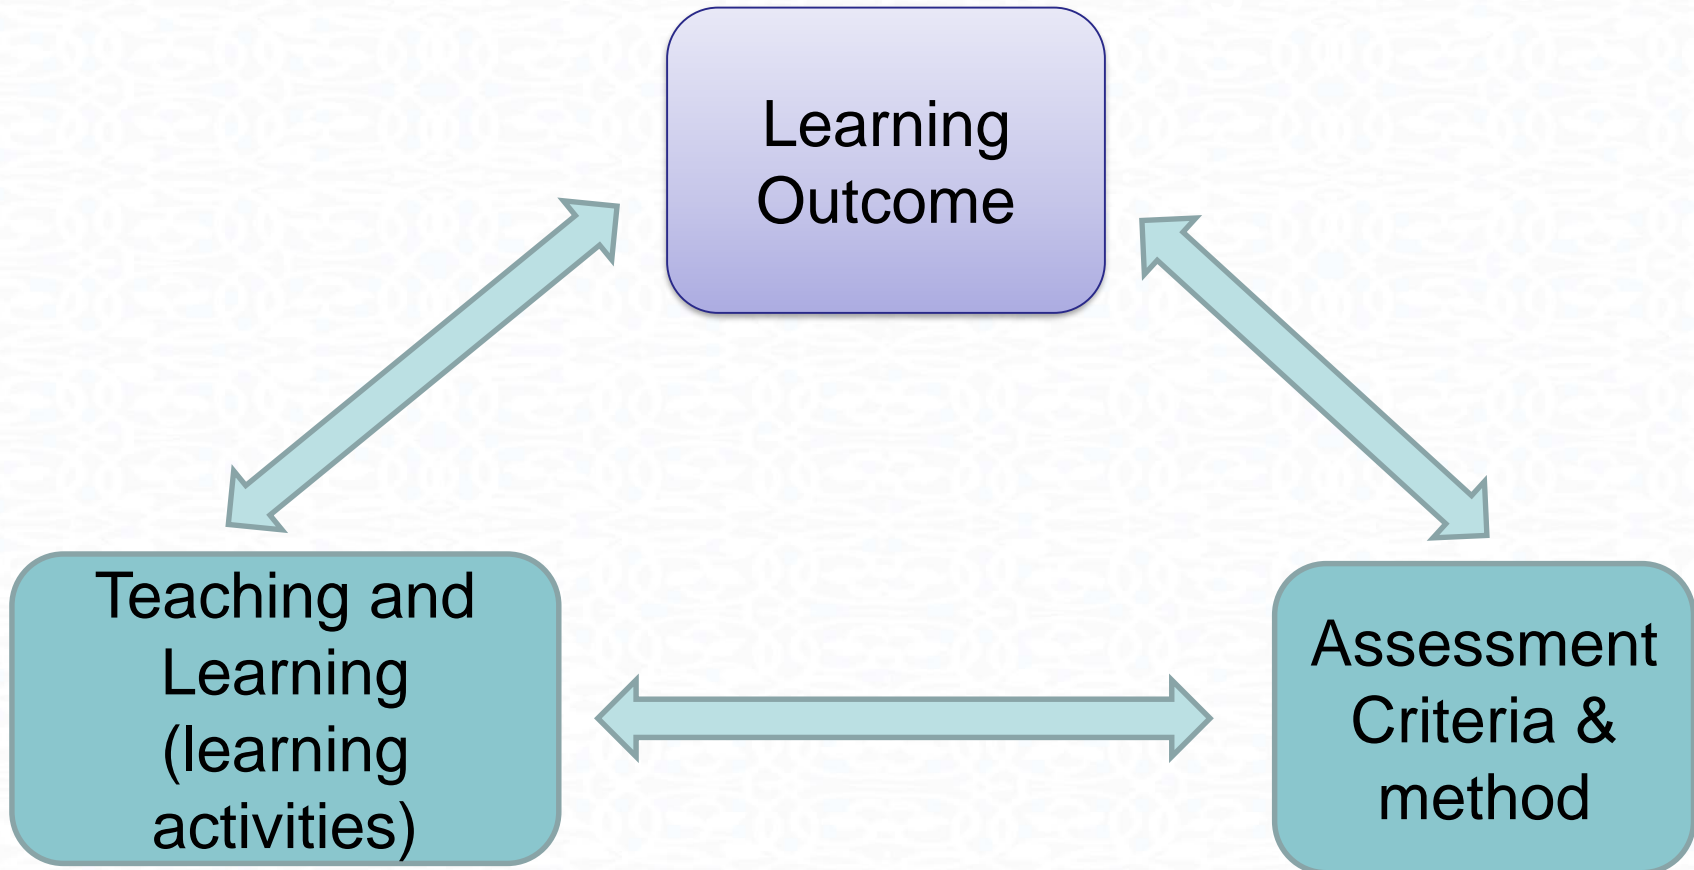 Learning
Outcome
Teaching and
Learning
(learning
activities)
Assessment
Criteria &
method